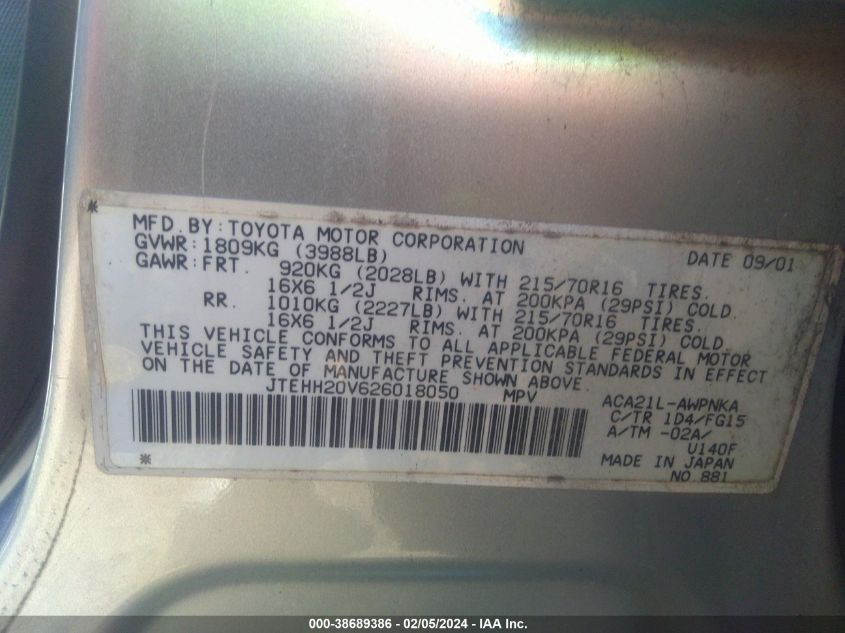 MFD. BY: TOYOTA MOTOR CORPORATION DATE 09/01
GVWR: 1809KG (3988LB)
GAWR: FRT. 920KG (2028LB) WITH 215/70R16 TIRES.
16X6 1/2J RIMS. AT 200KPA (29PSI) COLD.
RR. 1010KG (2227LB) WITH 215/70R16 TIRES.
16X6 1/2J RIMS. AT 200KPA (29PSI) COLD.
THIS VEHICLE CONFORMS TO ALL APPLICABLE FEDERAL MOTOR
VEHICLE SAFETY AND THEFT PREVENTION STANDARDS IN EFFECT
ON THE DATE OF MANUFACTURE SHOWN ABOVE.
JTEHH20V626018050 MPV ACA21L-AWPNKA
C/TR 1D4/FG15
A/TM -02A/
U140F
MADE IN JAPAN
NO.881
000-38689386 - 02/05/2024 - IAA Inc.